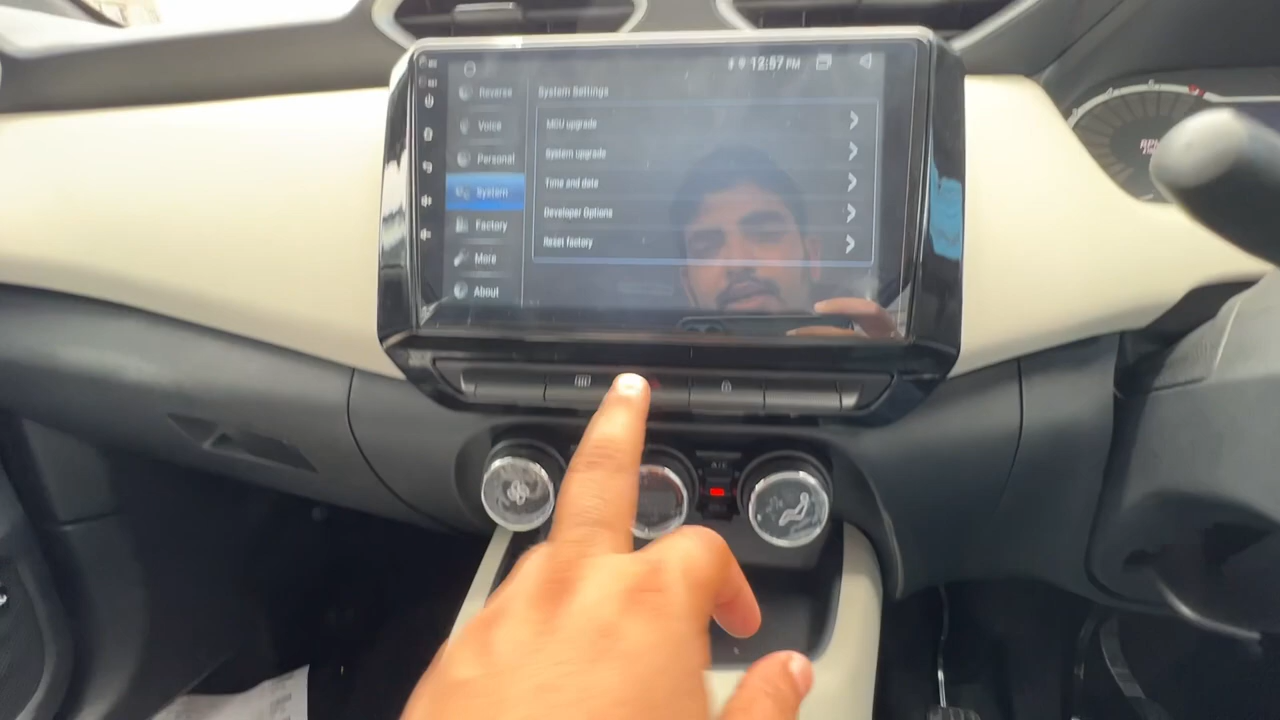 12:57 PM
Reverse
Voice
Personal
System
Factory
More
About
System Settings
MCU upgrade
System upgrade
Time and date
Developer Options
Reset factory
A/C